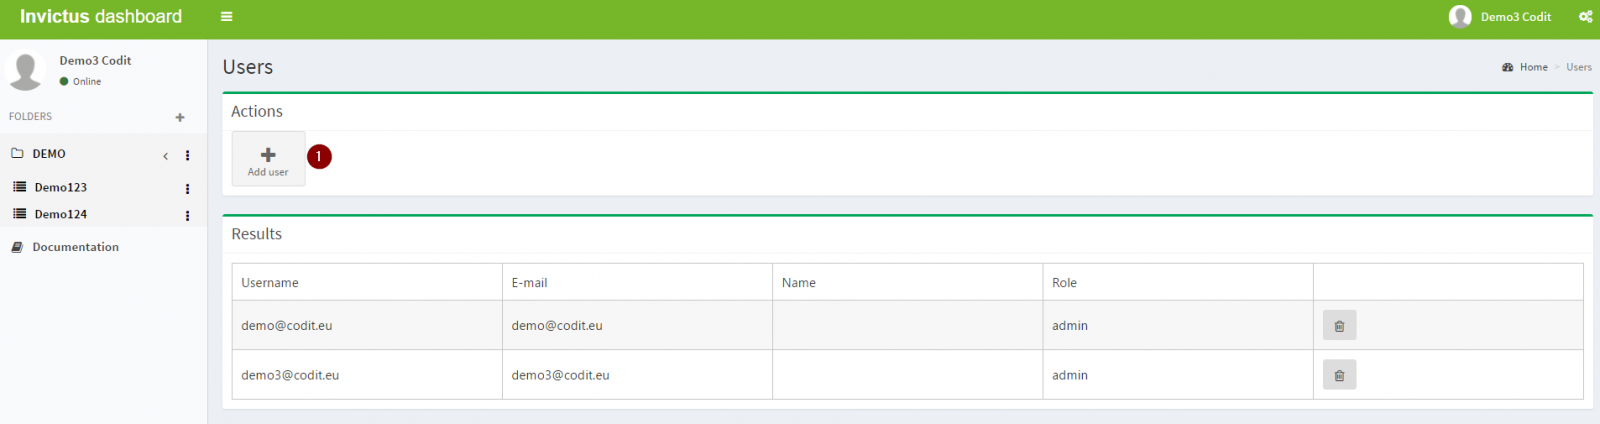 Invictus dashboard
Demo3 Codit
Demo3 Codit
Online
FOLDERS
DEMO
Demo123
Demo124
Documentation
Users
Home > Users
Actions
Add user
1
Results
Username E-mail Name Role
demo@codit.eu demo@codit.eu admin
demo3@codit.eu demo3@codit.eu admin